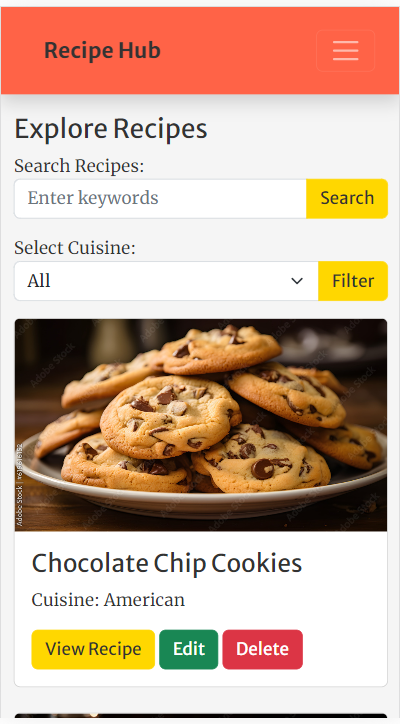 Recipe Hub
Explore Recipes
Search Recipes:
Enter keywords
Search
Select Cuisine:
All
Filter
Adobe Stock
Chocolate Chip Cookies
Cuisine: American
View Recipe
Edit
Delete